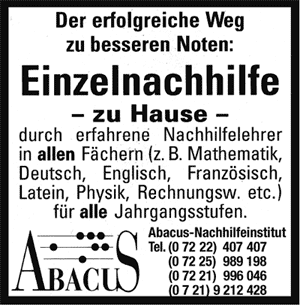 Der erfolgreiche Weg
zu besseren Noten:
Einzelnachhilfe
– zu Hause –
durch erfahrene Nachhilfelehrer
in allen Fächern (z. B. Mathematik,
Deutsch, Englisch, Französisch,
Latein, Physik, Rechnungsw. etc.)
für alle Jahrgangsstufen.
ABACUS
Abacus-Nachhilfeinstitut
Tel. (0 72 22) 407 407
(0 72 25) 989 198
(0 72 21) 996 046
(0 7 21) 9 212 428